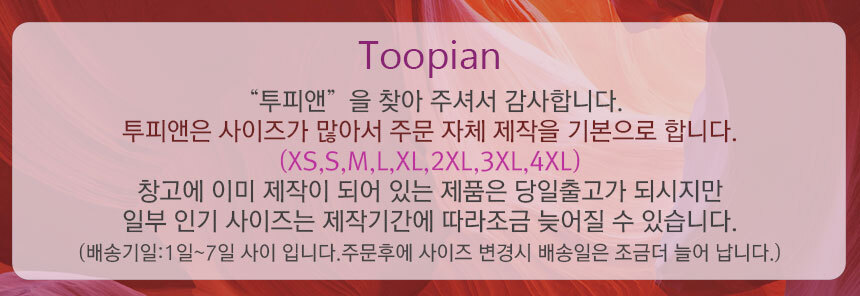 Toopian
“투피앤” 을 찾아 주셔서 감사합니다.
투피앤은 사이즈가 많아서 주문 자체 제작을 기본으로 합니다.
(XS,S,M,L,XL,2XL,3XL,4XL)
창고에 이미 제작이 되어 있는 제품은 당일출고가 되시지만
일부 인기 사이즈는 제작기간에 따라조금 늦어질 수 있습니다.
(배송기일:1일~7일 사이 입니다.주문후에 사이즈 변경시 배송일은 조금더 늘어 납니다.)